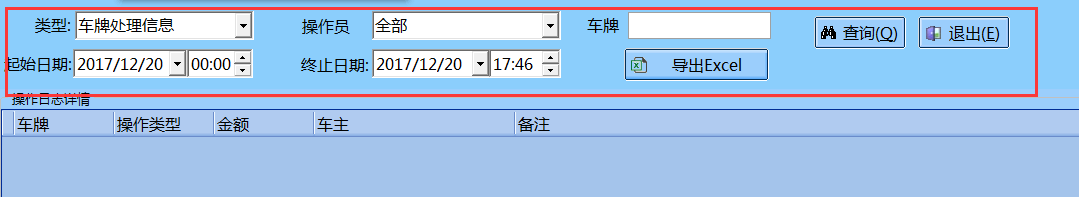 类型: 车牌处理信息 操作员 全部 车牌 查询(Q) 退出(E)
起始日期: 2017/12/20 00:00 终止日期: 2017/12/20 17:46 导出Excel
操作日志详情
车牌 操作类型 金额 车主 备注